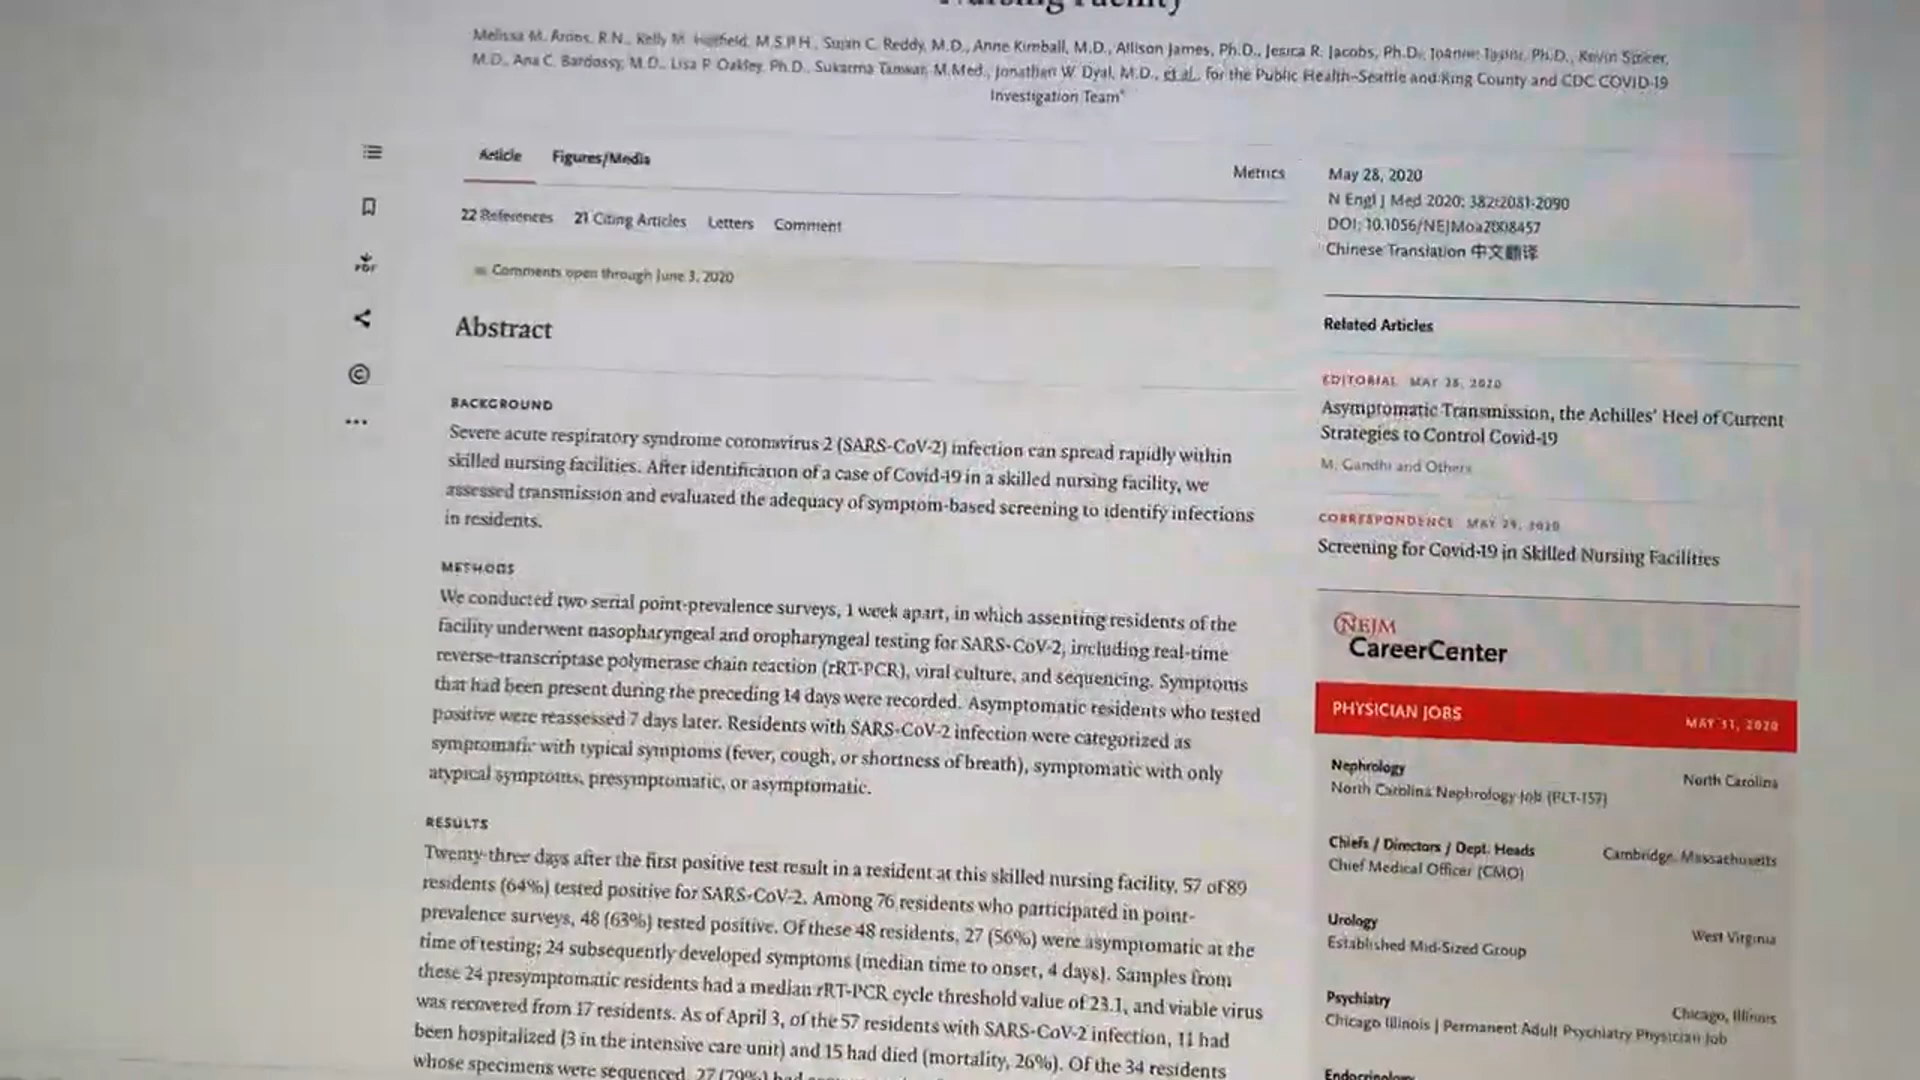 Nursing Facility
Melissa M. Arons, R.N., Kelly M. Hatfield, M.S.P.H., Sujan C. Reddy, M.D., Anne Kimball, M.D., Allison James, Ph.D., Jesica R. Jacobs, Ph.D., Joanne Taylor, Ph.D., Kevin Spicer,
M.D., Ana C. Bardossy, M.D., Lisa P. Oakley, Ph.D., Sukarma Tanwar, M.Med., Jonathan W. Dyal, M.D., et al., for the Public Health–Seattle and King County and CDC COVID-19
Investigation Team*
Article Figures/Media
Metrics
22 References 21 Citing Articles Letters Comment
Comments open through June 3, 2020
PDF
Abstract
BACKGROUND
Severe acute respiratory syndrome coronavirus 2 (SARS-CoV-2) infection can spread rapidly within
skilled nursing facilities. After identification of a case of Covid-19 in a skilled nursing facility, we
assessed transmission and evaluated the adequacy of symptom-based screening to identify infections
in residents.
METHODS
We conducted two serial point-prevalence surveys, 1 week apart, in which assenting residents of the
facility underwent nasopharyngeal and oropharyngeal testing for SARS-CoV-2, including real-time
reverse-transcriptase polymerase chain reaction (rRT-PCR), viral culture, and sequencing. Symptoms
that had been present during the preceding 14 days were recorded. Asymptomatic residents who tested
positive were reassessed 7 days later. Residents with SARS-CoV-2 infection were categorized as
symptomatic with typical symptoms (fever, cough, or shortness of breath), symptomatic with only
atypical symptoms, presymptomatic, or asymptomatic.
RESULTS
Twenty-three days after the first positive test result in a resident at this skilled nursing facility, 57 of 89
residents (64%) tested positive for SARS-CoV-2. Among 76 residents who participated in point-
prevalence surveys, 48 (63%) tested positive. Of these 48 residents, 27 (56%) were asymptomatic at the
time of testing; 24 subsequently developed symptoms (median time to onset, 4 days). Samples from
these 24 presymptomatic residents had a median rRT-PCR cycle threshold value of 23.1, and viable virus
was recovered from 17 residents. As of April 3, of the 57 residents with SARS-CoV-2 infection, 11 had
been hospitalized (3 in the intensive care unit) and 15 had died (mortality, 26%). Of the 34 residents
whose specimens were sequenced, 27 (79%) had
May 28, 2020
N Engl J Med 2020; 382:2081-2090
DOI: 10.1056/NEJMoa2008457
Chinese Translation 中文翻译
Related Articles
EDITORIAL MAY 28, 2020
Asymptomatic Transmission, the Achilles' Heel of Current
Strategies to Control Covid-19
M. Gandhi and Others
CORRESPONDENCE MAY 29, 2020
Screening for Covid-19 in Skilled Nursing Facilities
NEJM
CareerCenter
PHYSICIAN JOBS MAY 31, 2020
Nephrology North Carolina
North Carolina Nephrology Job (FLT-157)
Chiefs / Directors / Dept. Heads Cambridge, Massachusetts
Chief Medical Officer (CMO)
Urology West Virginia
Established Mid-Sized Group
Psychiatry Chicago, Illinois
Chicago Illinois | Permanent Adult Psychiatry Physician Job